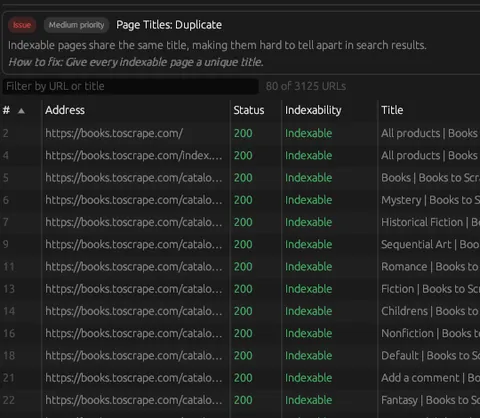 Issue Medium priority Page Titles: Duplicate
Indexable pages share the same title, making them hard to tell apart in search results.
How to fix: Give every indexable page a unique title.
Filter by URL or title 80 of 3125 URLs
# ▲ Address Status Indexability Title
2 https://books.toscrape.com/ 200 Indexable All products | Books
4 https://books.toscrape.com/index.... 200 Indexable All products | Books
5 https://books.toscrape.com/catalo... 200 Indexable Books | Books to Scr
6 https://books.toscrape.com/catalo... 200 Indexable Mystery | Books to S
7 https://books.toscrape.com/catalo... 200 Indexable Historical Fiction | B
9 https://books.toscrape.com/catalo... 200 Indexable Sequential Art | Boo
11 https://books.toscrape.com/catalo... 200 Indexable Romance | Books to
13 https://books.toscrape.com/catalo... 200 Indexable Fiction | Books to Sc
14 https://books.toscrape.com/catalo... 200 Indexable Childrens | Books to
16 https://books.toscrape.com/catalo... 200 Indexable Nonfiction | Books t
18 https://books.toscrape.com/catalo... 200 Indexable Default | Books to Sc
21 https://books.toscrape.com/catalo... 200 Indexable Add a comment | B
22 https://books.toscrape.com/catalo... 200 Indexable Fantasy | Books to S